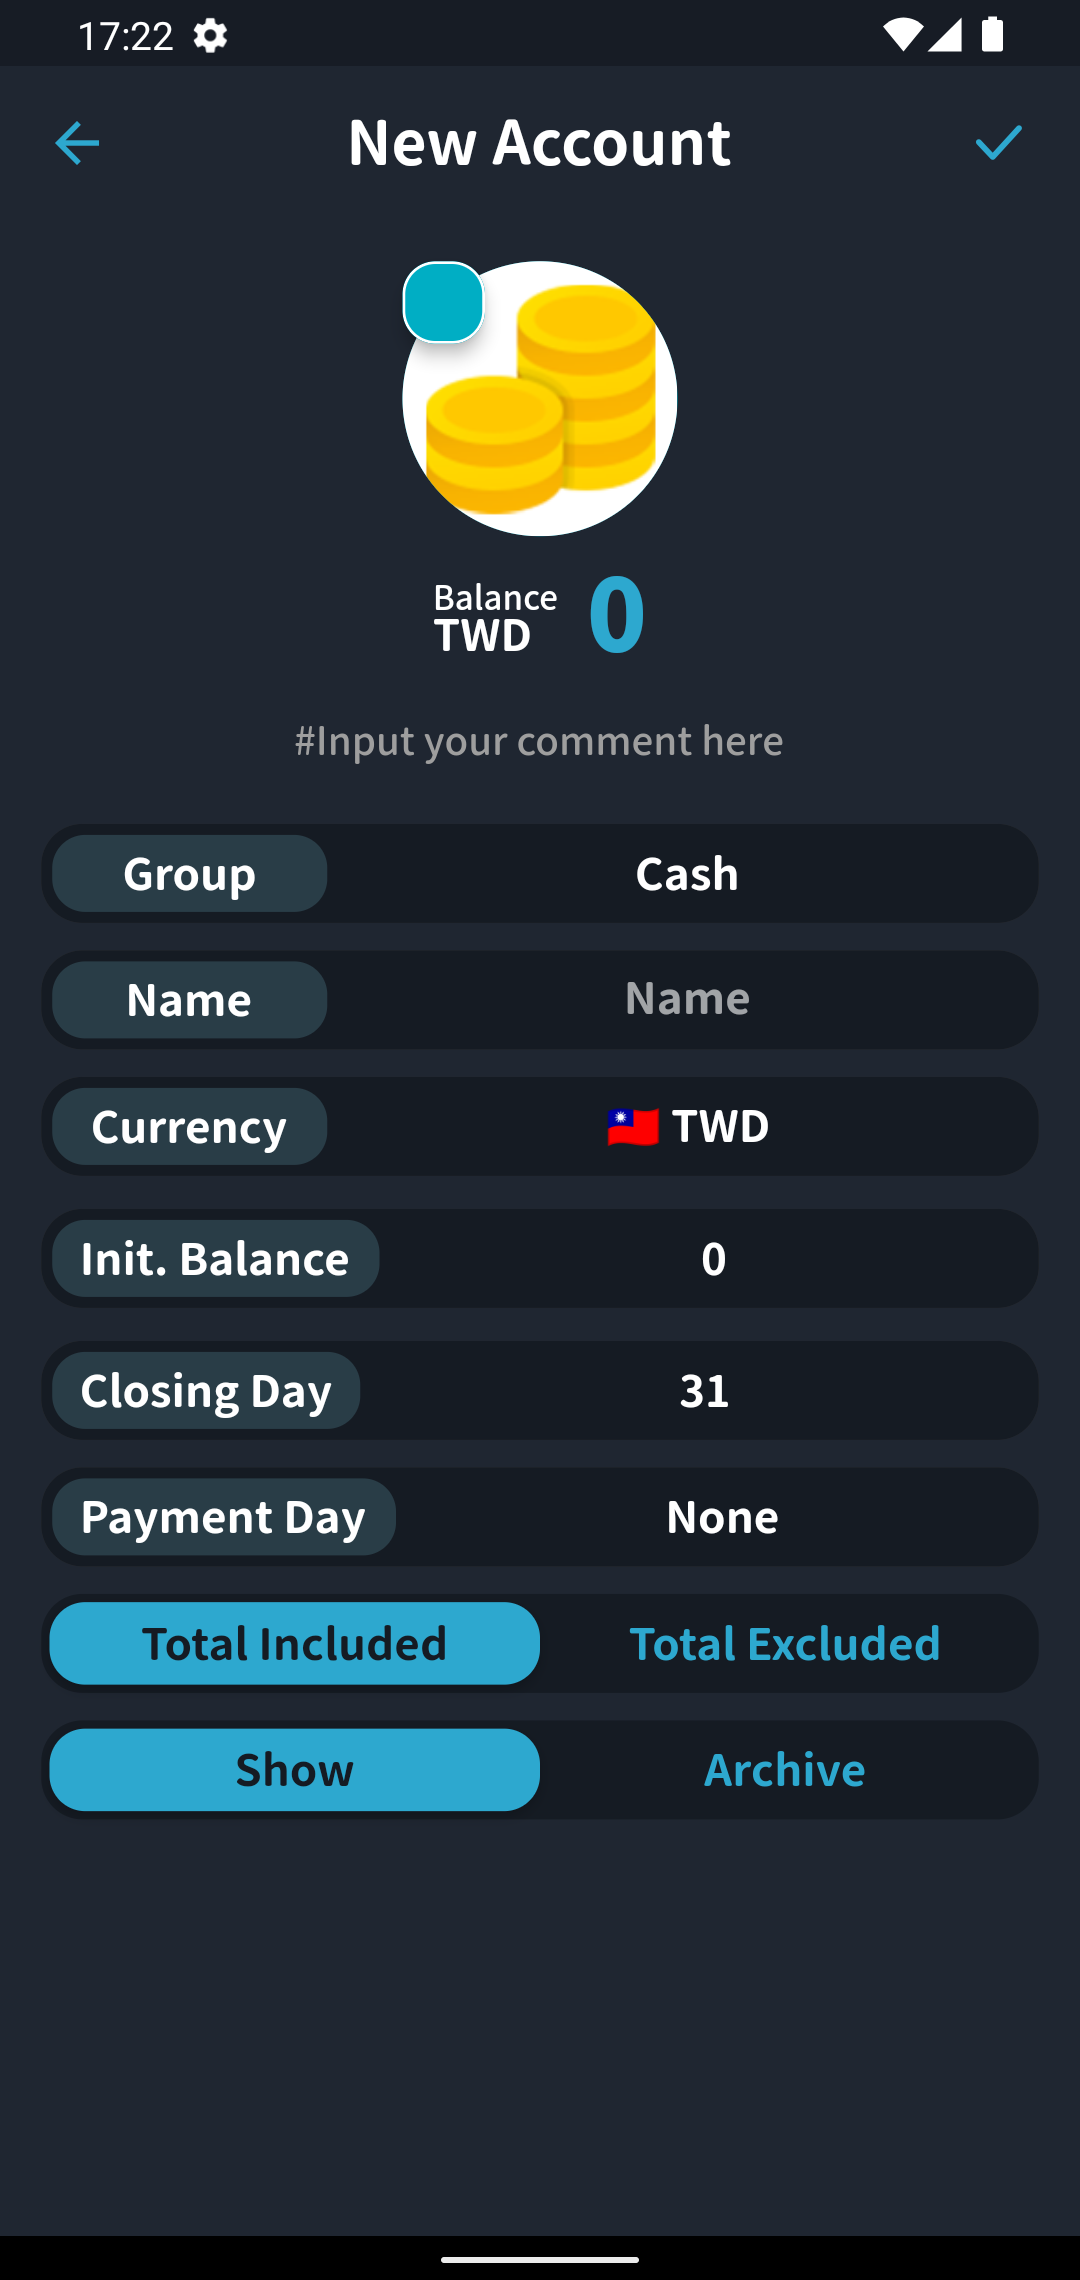 17:22
New Account
Balance
TWD
0
#Input your comment here
Group
Cash
Name
Name
Currency
🇹🇼 TWD
Init. Balance
0
Closing Day
31
Payment Day
None
Total Included
Total Excluded
Show
Archive